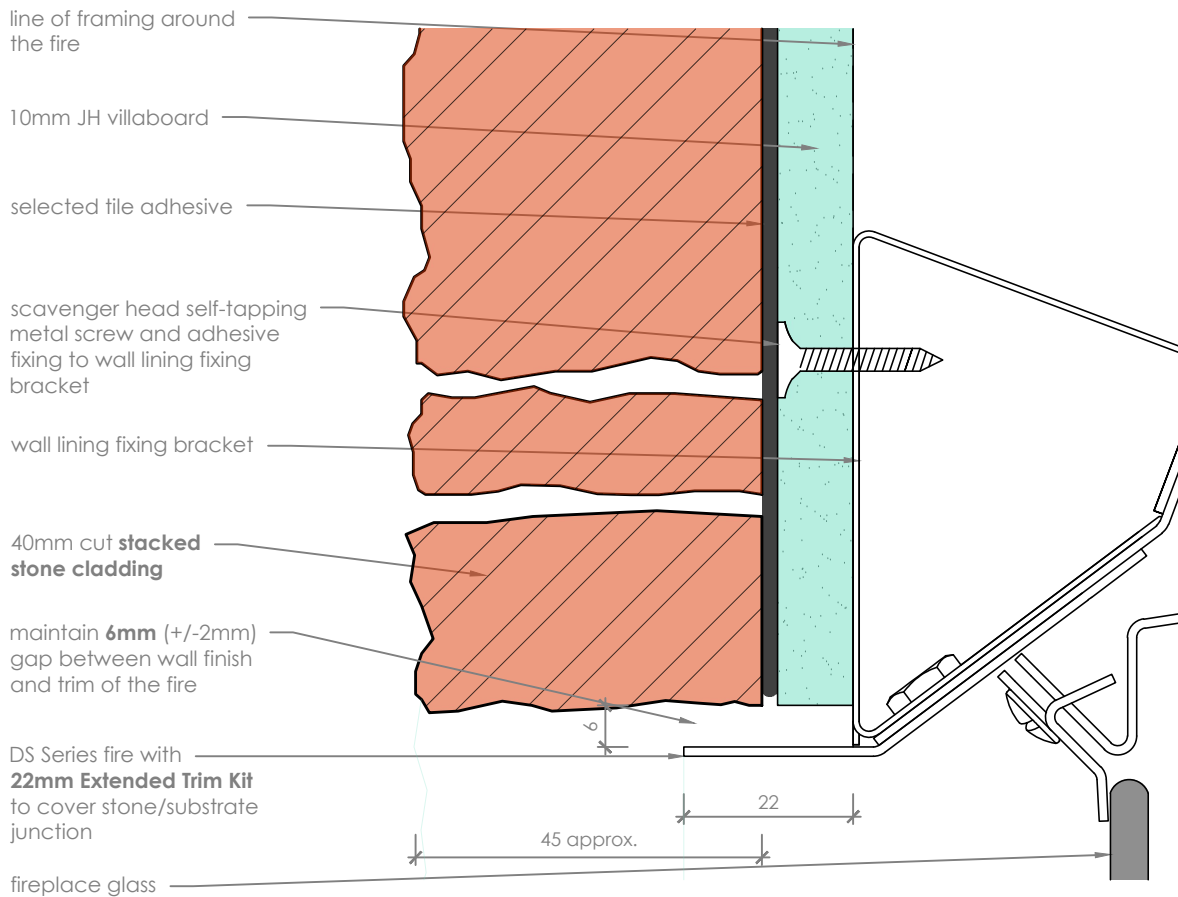 line of framing around
the fire
10mm JH villaboard
selected tile adhesive
scavenger head self-tapping
metal screw and adhesive
fixing to wall lining fixing
bracket
wall lining fixing bracket
40mm cut stacked
stone cladding
maintain 6mm (+/-2mm)
gap between wall finish
and trim of the fire
6
DS Series fire with
22mm Extended Trim Kit
to cover stone/substrate
junction
22
45 approx.
fireplace glass